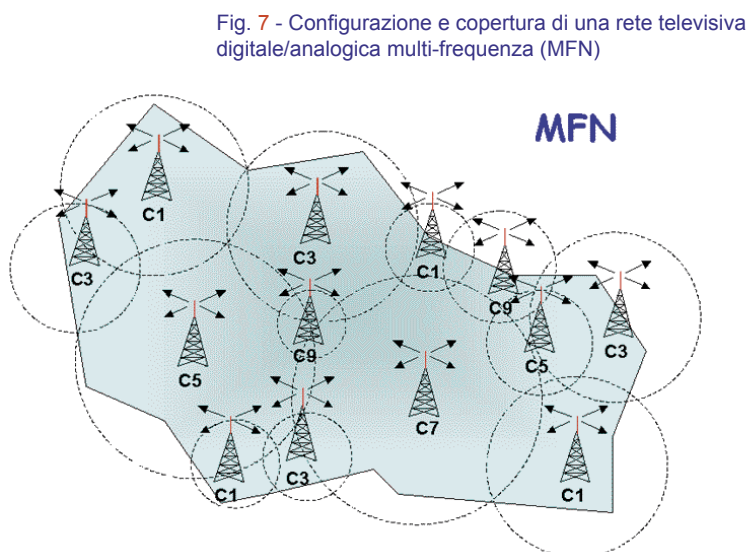 Fig. 7 - Configurazione e copertura di una rete televisiva
digitale/analogica multi-frequenza (MFN)
MFN
C1
C3
C3
C1
C9
C9
C5
C3
C5
C7
C1
C3
C1